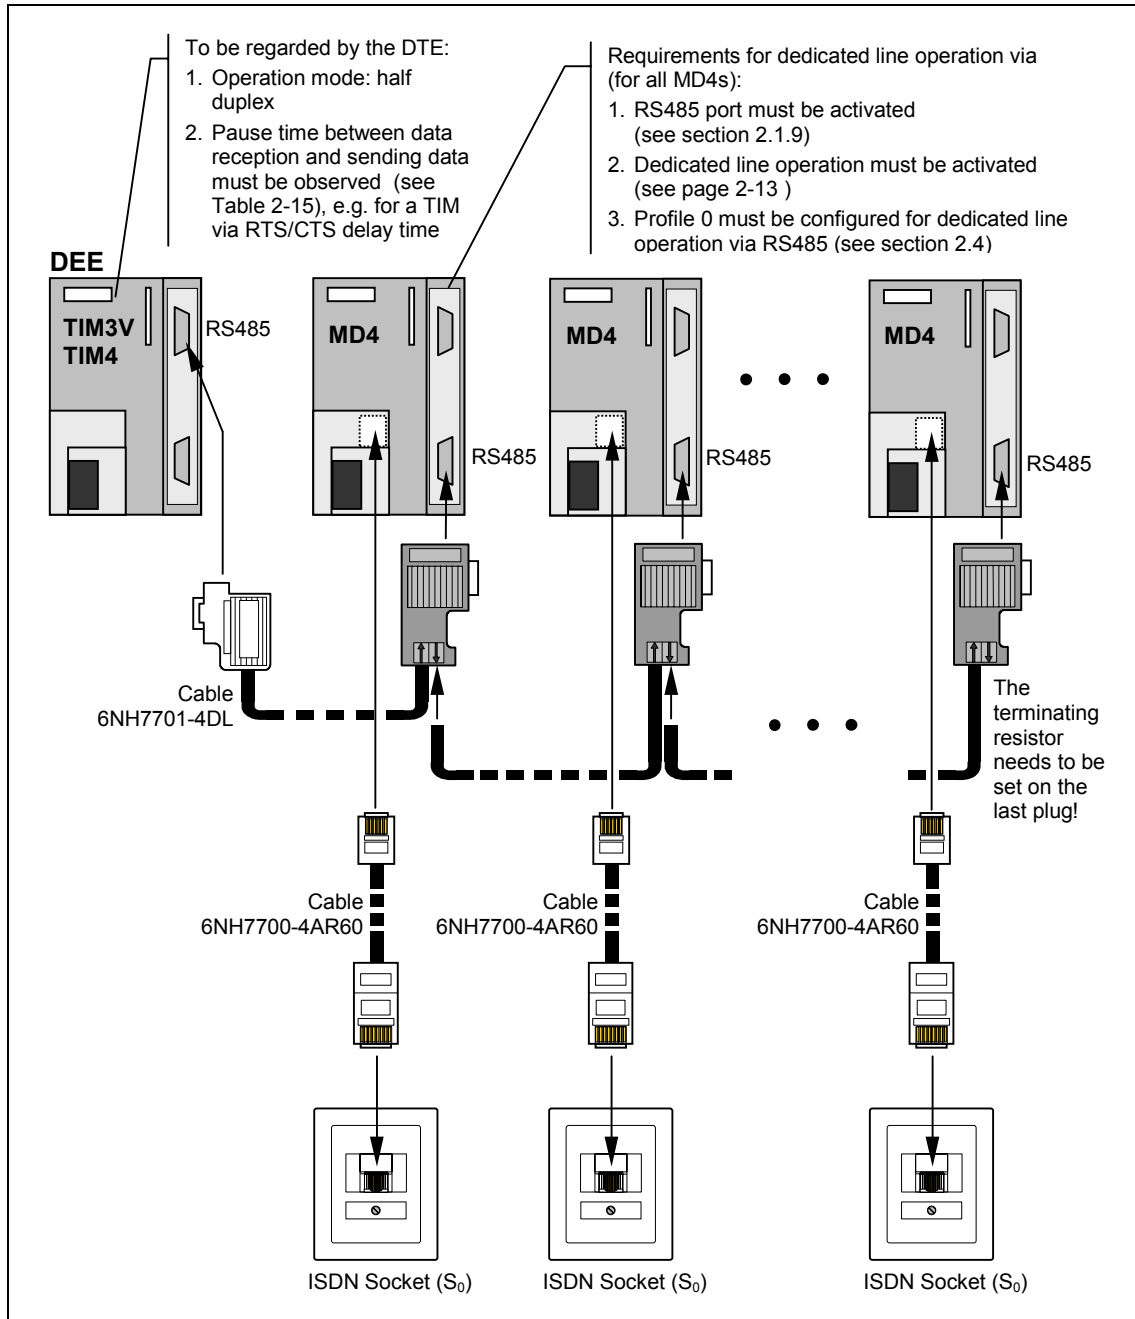 To be regarded by the DTE:
1. Operation mode: half
duplex
2. Pause time between data
reception and sending data
must be observed (see
Table 2-15), e.g. for a TIM
via RTS/CTS delay time
Requirements for dedicated line operation via
(for all MD4s):
1. RS485 port must be activated
(see section 2.1.9)
2. Dedicated line operation must be activated
(see page 2-13 )
3. Profile 0 must be configured for dedicated line
operation via RS485 (see section 2.4)
DEE
TIM3V
TIM4
RS485
MD4
RS485
MD4
RS485
MD4
RS485
Cable
6NH7701-4DL
The
terminating
resistor
needs to be
set on the
last plug!
Cable
6NH7700-4AR60
Cable
6NH7700-4AR60
Cable
6NH7700-4AR60
ISDN Socket (S0)
ISDN Socket (S0)
ISDN Socket (S0)